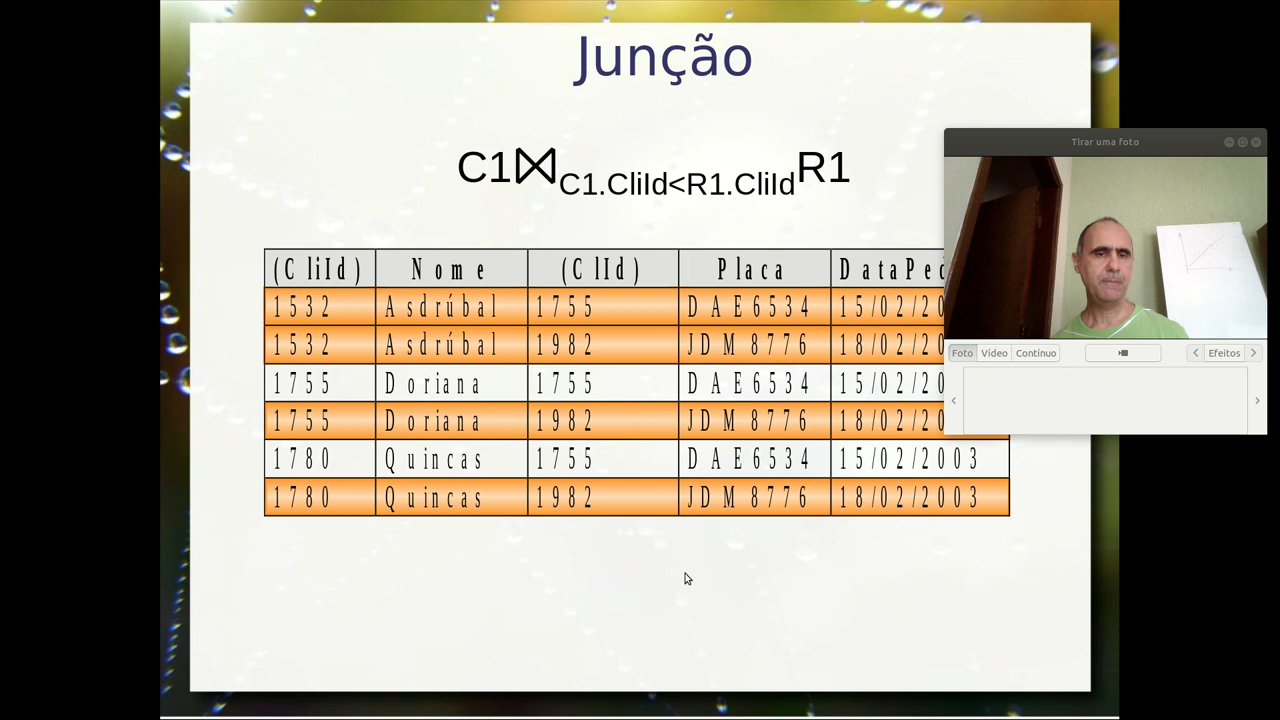 Junção
C1⋈C1.CliId<R1.CliId R1
Tirar uma foto
(CliId) Nome (ClId) Placa DataPed
1532 Asdrúbal 1755 DAE6534 15/02/20
1532 Asdrúbal 1982 JDM8776 18/02/20
1755 Doriana 1755 DAE6534 15/02/20
1755 Doriana 1982 JDM8776 18/02/20
1780 Quincas 1755 DAE6534 15/02/2003
1780 Quincas 1982 JDM8776 18/02/2003
Foto Vídeo Contínuo Efeitos